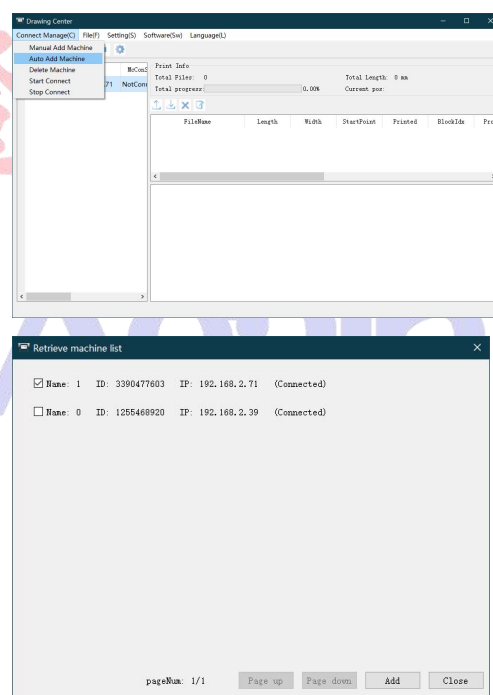 Drawing Center
Connect Manage(C) File(F) Setting(S) Software(Sw) Language(L)
Manual Add Machine
Auto Add Machine
Delete Machine
Start Connect
Stop Connect
71 NotConn
Print Info
Total Files: 0 Total Length: 0 mm
Total progress: 0.00% Current pos:
FileName Length Width StartPoint Printed BlockIdx Pro
Retrieve machine list
Name: 1 ID: 3390477603 IP: 192.168.2.71 (Connected)
Name: 0 ID: 1255468920 IP: 192.168.2.39 (Connected)
pageNum: 1/1 Page up Page down Add Close